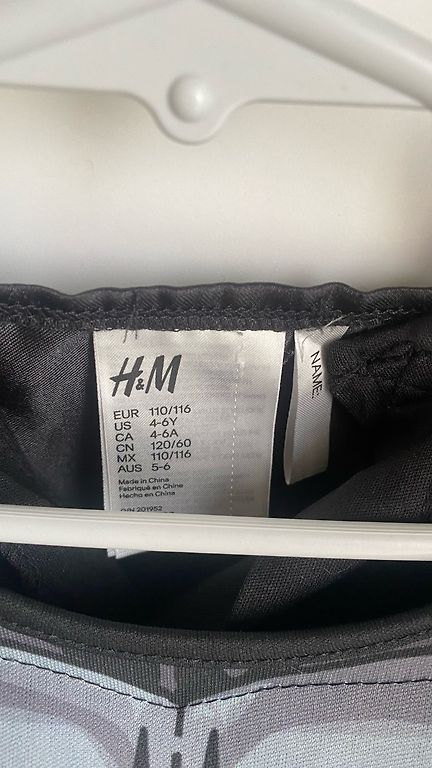 H&M
EUR 110/116
US 4-6Y
CA 4-6A
CN 120/60
MX 110/116
AUS 5-6
Made in China
Fabriqué en Chine
Hecho en China
O/N 201952
NAME: